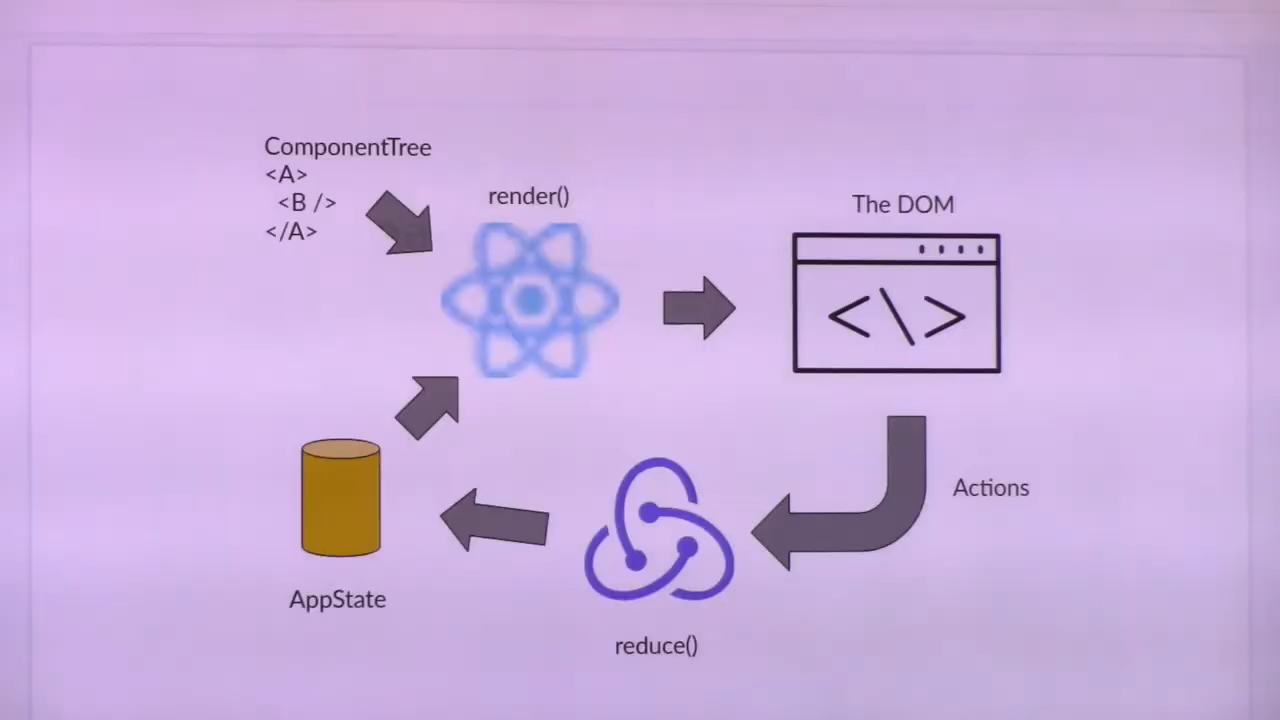 ComponentTree
<A>
<B />
</A>
render()
The DOM
<\>
Actions
AppState
reduce()